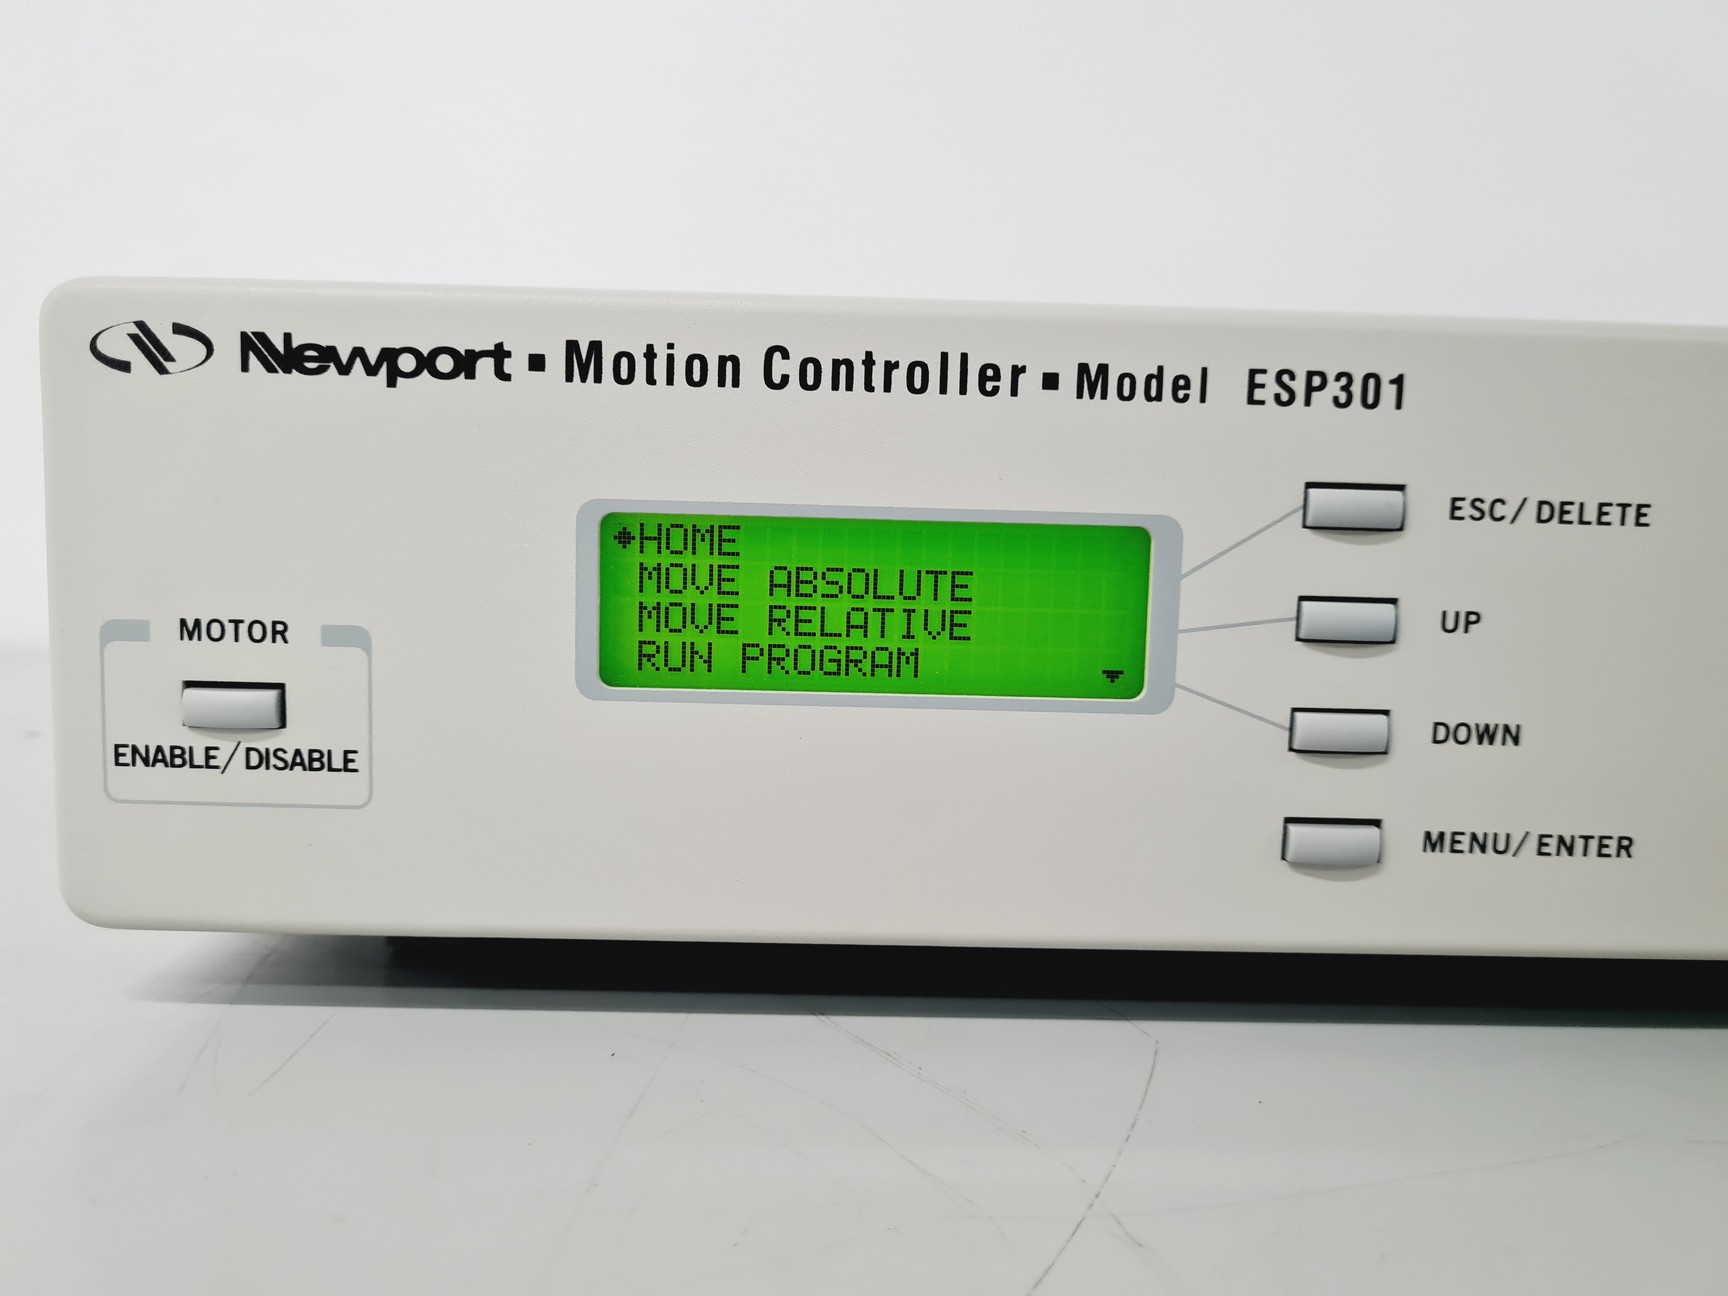 Newport ▪ Motion Controller ▪ Model ESP301
HOME
MOVE ABSOLUTE
MOVE RELATIVE
RUN PROGRAM
MOTOR
ENABLE/DISABLE
ESC/DELETE
UP
DOWN
MENU/ENTER